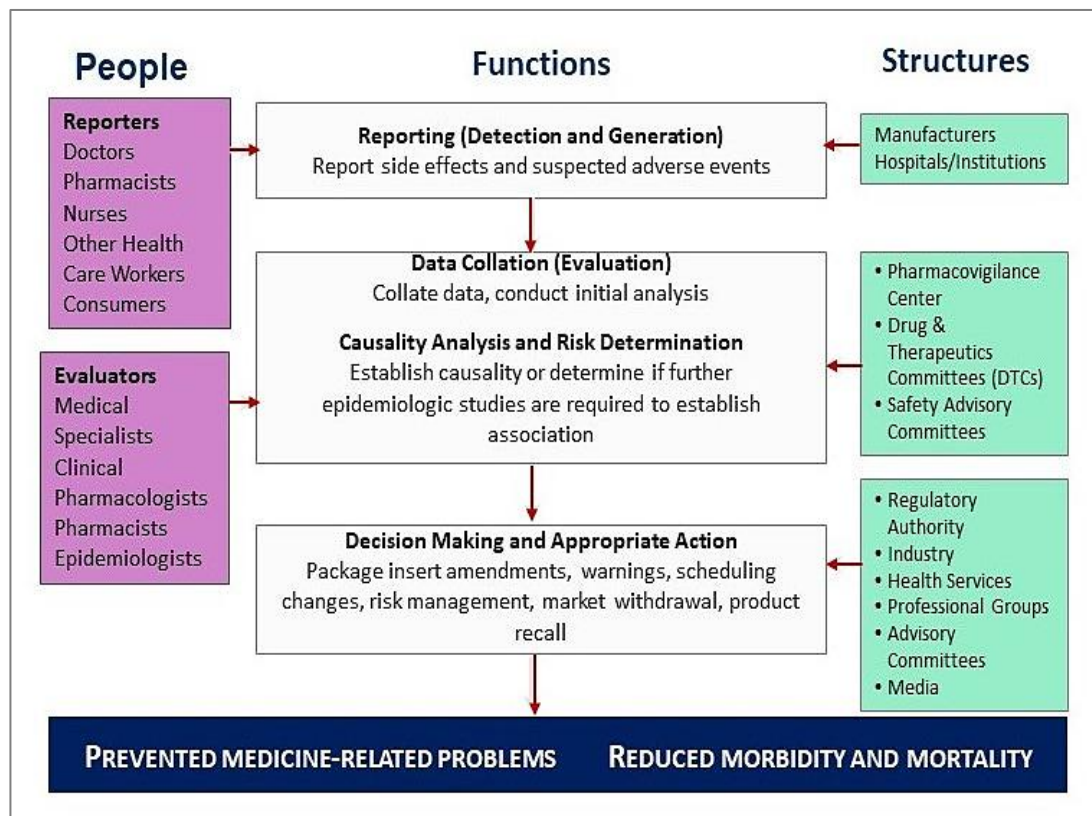 People
Functions
Structures
Reporters
Doctors
Pharmacists
Nurses
Other Health
Care Workers
Consumers
Reporting (Detection and Generation)
Report side effects and suspected adverse events
Manufacturers
Hospitals/Institutions
Evaluators
Medical
Specialists
Clinical
Pharmacologists
Pharmacists
Epidemiologists
Data Collation (Evaluation)
Collate data, conduct initial analysis
Causality Analysis and Risk Determination
Establish causality or determine if further
epidemiologic studies are required to establish
association
• Pharmacovigilance
Center
• Drug &
Therapeutics
Committees (DTCs)
• Safety Advisory
Committees
Decision Making and Appropriate Action
Package insert amendments, warnings, scheduling
changes, risk management, market withdrawal, product
recall
• Regulatory
Authority
• Industry
• Health Services
• Professional Groups
• Advisory
Committees
• Media
PREVENTED MEDICINE-RELATED PROBLEMS REDUCED MORBIDITY AND MORTALITY